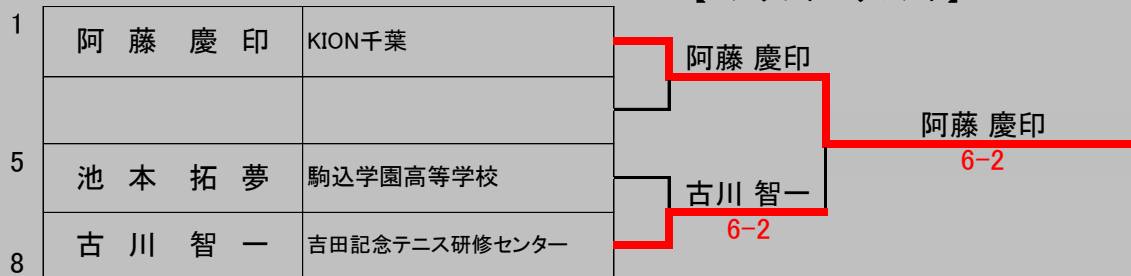 1 阿 藤 慶 印 KION千葉
阿藤 慶印
阿藤 慶印
6-2
5 池 本 拓 夢 駒込学園高等学校
古川 智一
6-2
8 古 川 智 一 吉田記念テニス研修センター